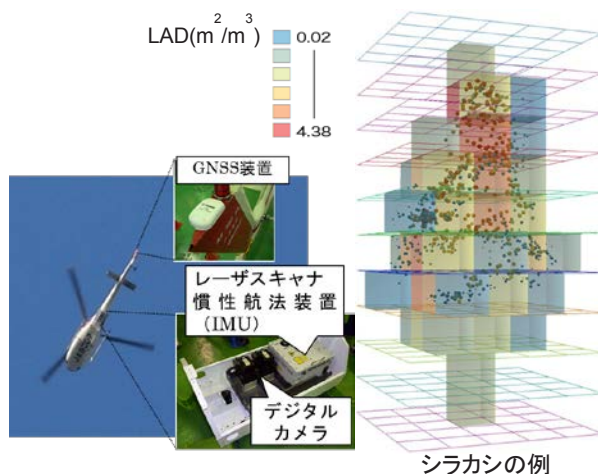 LAD(m²/m³)
0.02
4.38
GNSS装置
レーザスキャナ
慣性航法装置
(IMU)
デジタル
カメラ
シラカシの例